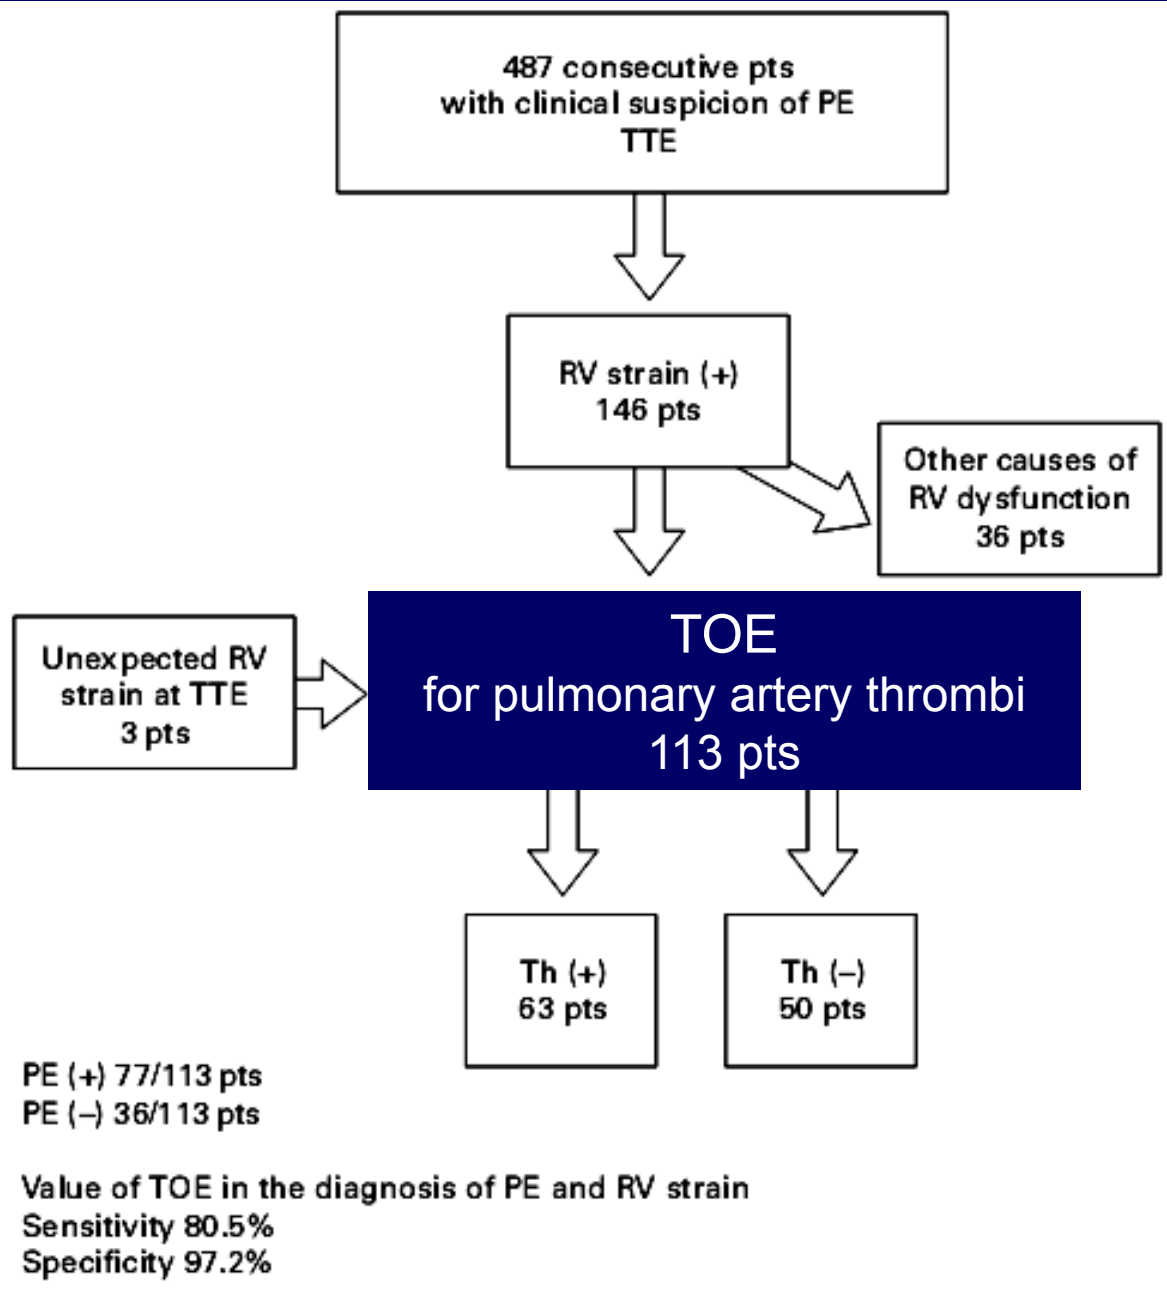 487 consecutive pts
with clinical suspicion of PE
TTE
RV strain (+)
146 pts
Other causes of
RV dysfunction
36 pts
Unexpected RV
strain at TTE
3 pts
TOE
for pulmonary artery thrombi
113 pts
Th (+)
63 pts
Th (–)
50 pts
PE (+) 77/113 pts
PE (–) 36/113 pts
Value of TOE in the diagnosis of PE and RV strain
Sensitivity 80.5%
Specificity 97.2%